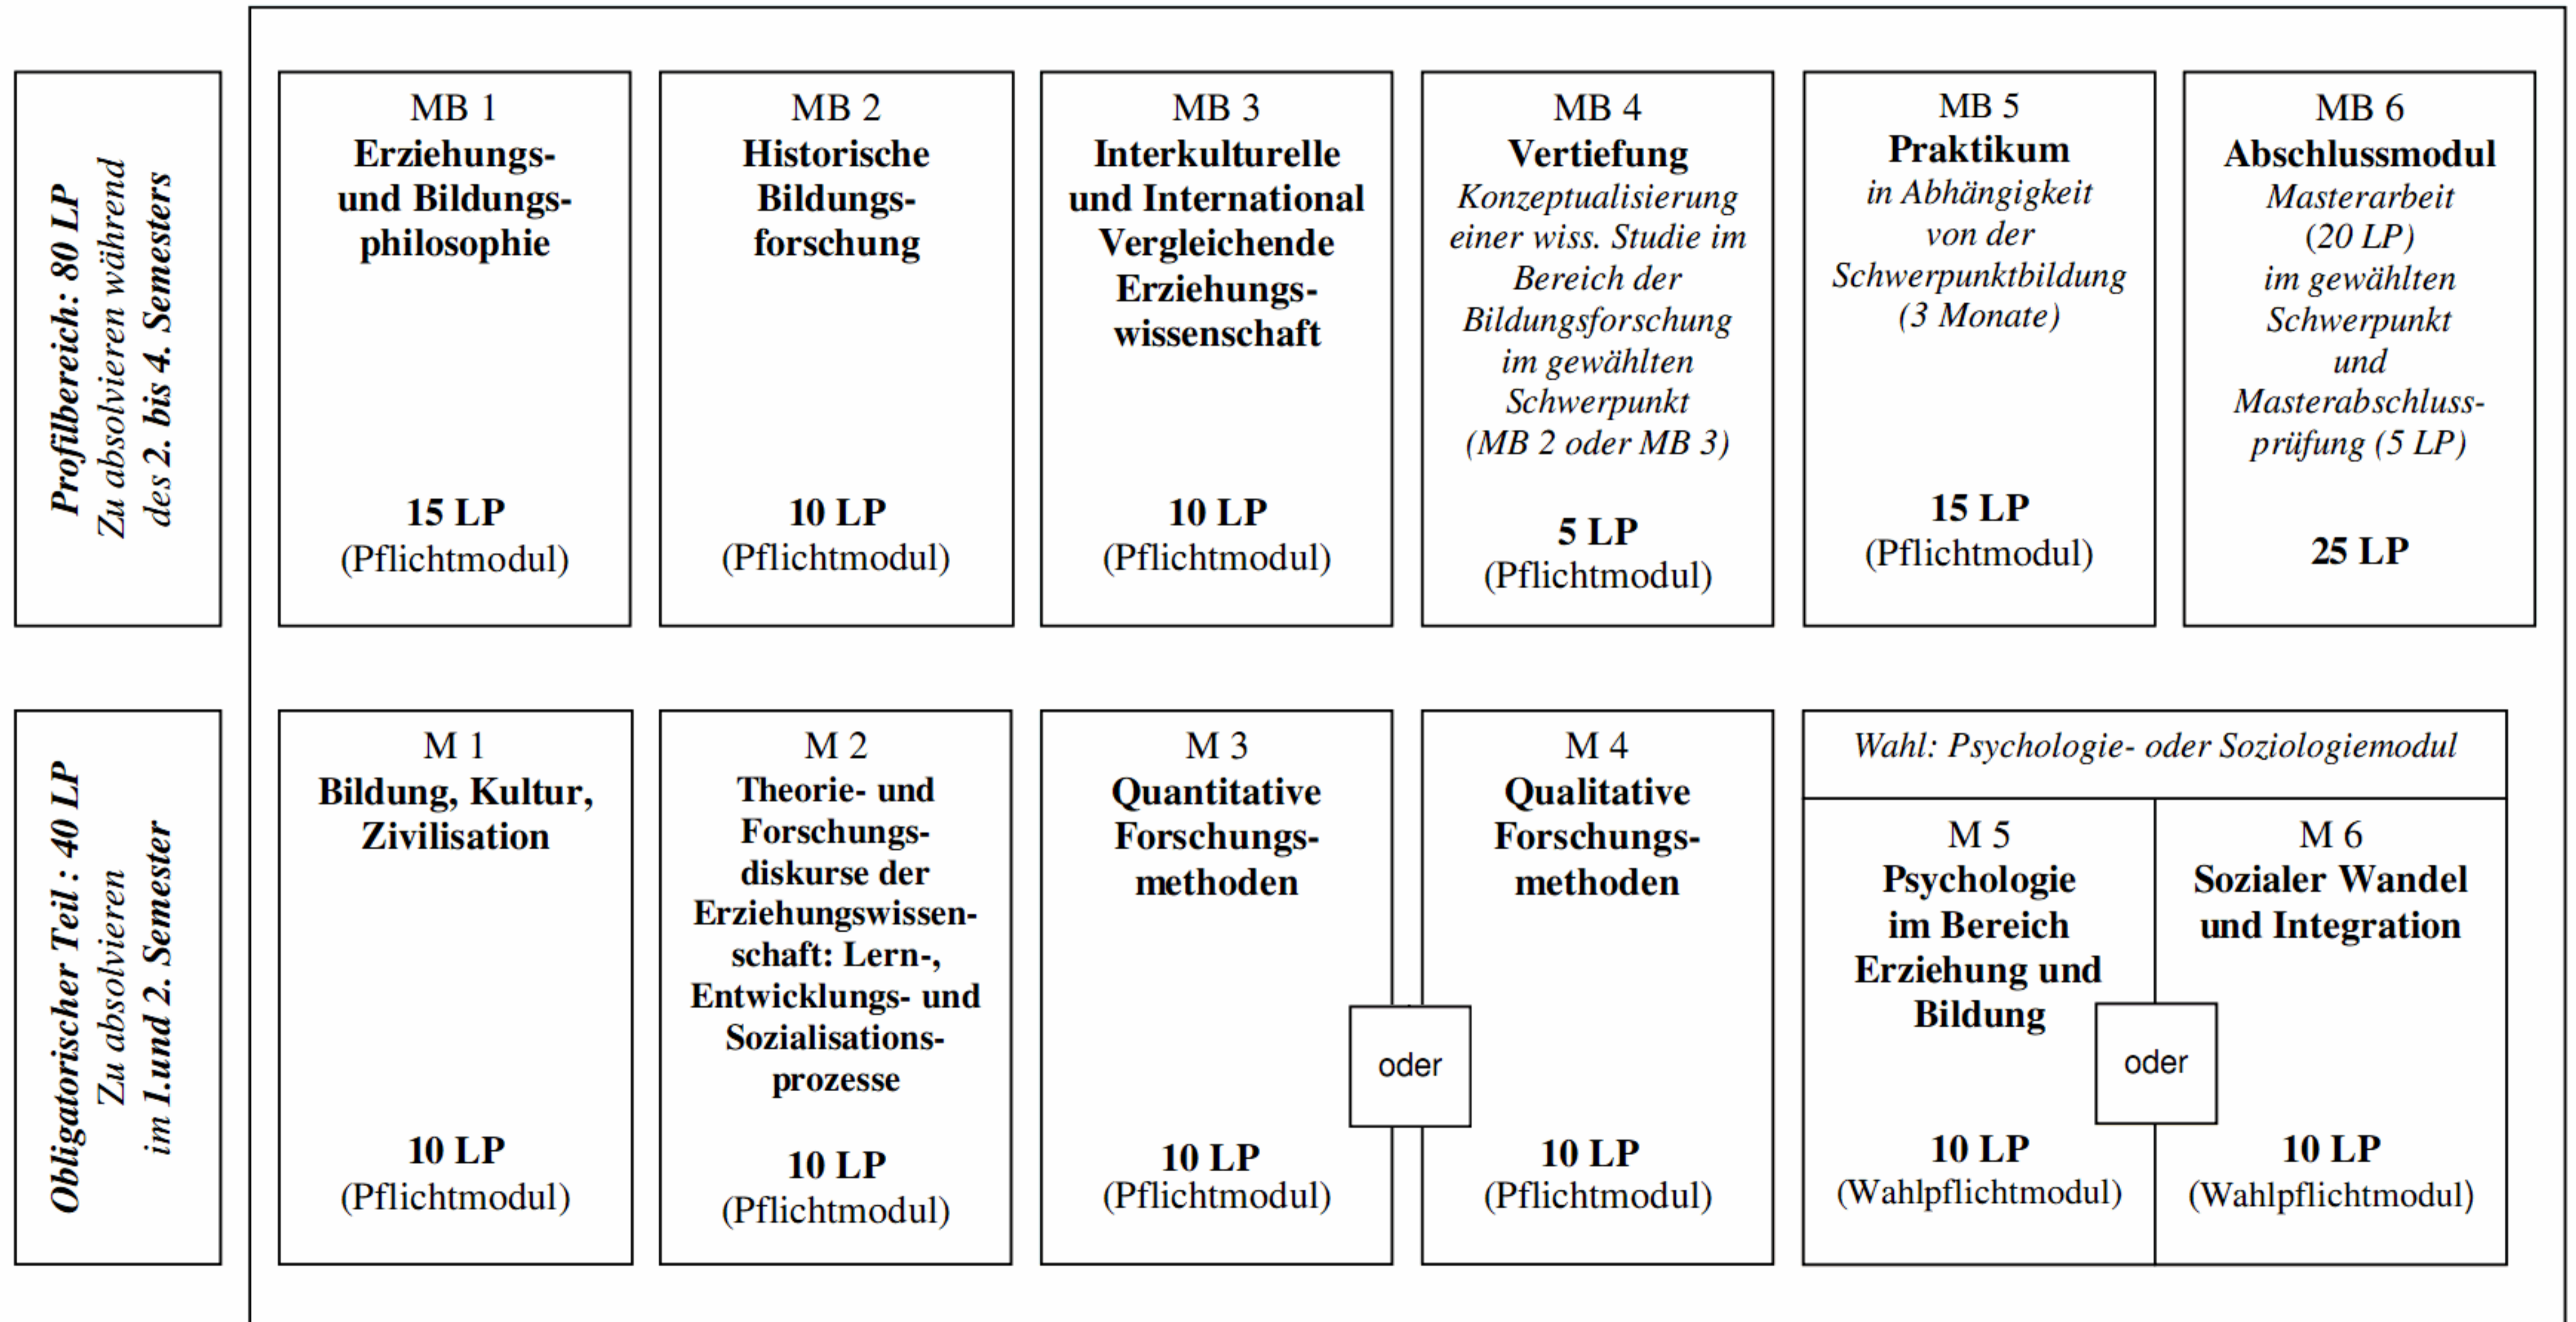 Profilbereich: 80 LP
Zu absolvieren während
des 2. bis 4. Semesters
MB 1
Erziehungs-
und Bildungs-
philosophie
15 LP
(Pflichtmodul)
MB 2
Historische
Bildungs-
forschung
10 LP
(Pflichtmodul)
MB 3
Interkulturelle
und International
Vergleichende
Erziehungs-
wissenschaft
10 LP
(Pflichtmodul)
MB 4
Vertiefung
Konzeptualisierung
einer wiss. Studie im
Bereich der
Bildungsforschung
im gewählten
Schwerpunkt
(MB 2 oder MB 3)
5 LP
(Pflichtmodul)
MB 5
Praktikum
in Abhängigkeit
von der
Schwerpunktbildung
(3 Monate)
15 LP
(Pflichtmodul)
MB 6
Abschlussmodul
Masterarbeit
(20 LP)
im gewählten
Schwerpunkt
und
Masterabschluss-
prüfung (5 LP)
25 LP
Obligatorischer Teil : 40 LP
Zu absolvieren
im 1.und 2. Semester
M 1
Bildung, Kultur,
Zivilisation
10 LP
(Pflichtmodul)
M 2
Theorie- und
Forschungs-
diskurse der
Erziehungswissen-
schaft: Lern-,
Entwicklungs- und
Sozialisations-
prozesse
10 LP
(Pflichtmodul)
M 3
Quantitative
Forschungs-
methoden
10 LP
(Pflichtmodul)
oder
M 4
Qualitative
Forschungs-
methoden
10 LP
(Pflichtmodul)
Wahl: Psychologie- oder Soziologiemodul
M 5
Psychologie
im Bereich
Erziehung und
Bildung
10 LP
(Wahlpflichtmodul)
oder
M 6
Sozialer Wandel
und Integration
10 LP
(Wahlpflichtmodul)